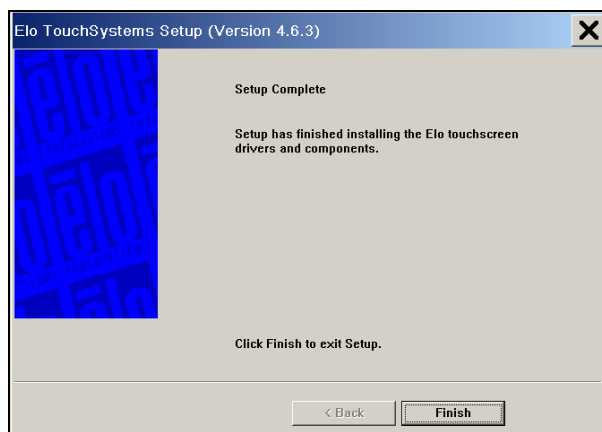 Elo TouchSystems Setup (Version 4.6.3)
Setup Complete
Setup has finished installing the Elo touchscreen
drivers and components.
Click Finish to exit Setup.
< Back
Finish